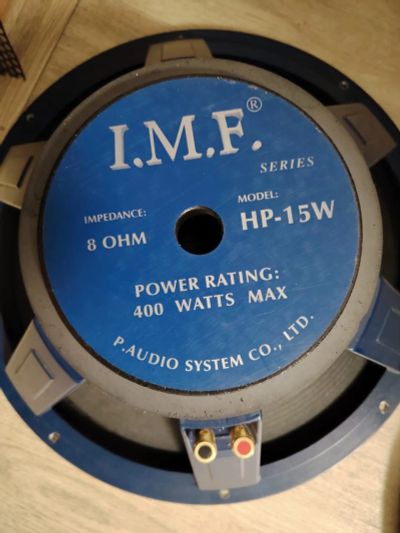 I.M.F.®
SERIES
IMPEDANCE:
8 OHM
MODEL:
HP-15W
POWER RATING:
400 WATTS MAX
P.AUDIO SYSTEM CO., LTD.